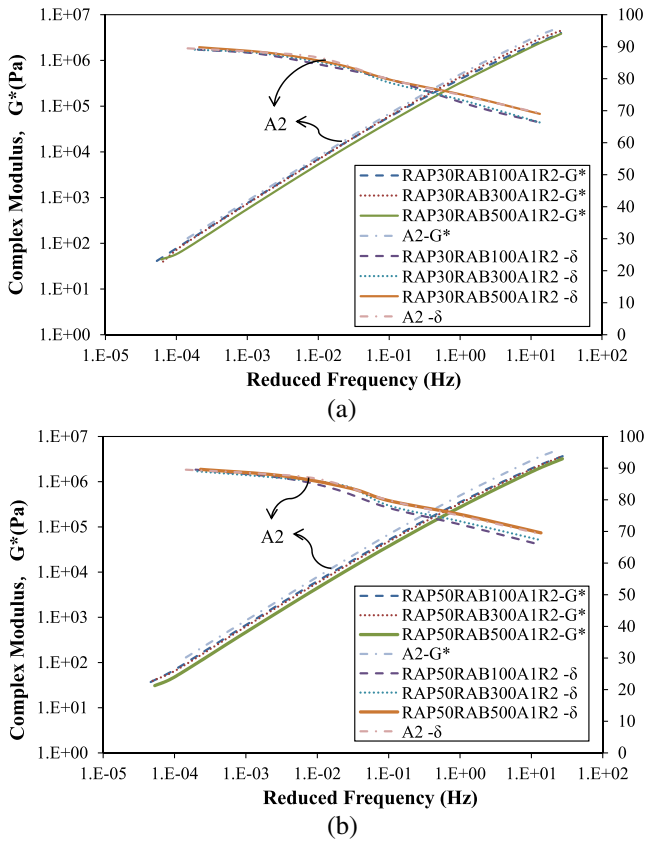 1.E+07
1.E+06
1.E+05
1.E+04
1.E+03
1.E+02
1.E+01
1.E+00
Complex Modulus, G*(Pa)
100
90
80
70
60
50
40
30
20
10
0
A2
RAP30RAB100A1R2-G*
RAP30RAB300A1R2-G*
RAP30RAB500A1R2-G*
A2-G*
RAP30RAB100A1R2 -δ
RAP30RAB300A1R2 -δ
RAP30RAB500A1R2 -δ
A2 -δ
1.E-05 1.E-04 1.E-03 1.E-02 1.E-01 1.E+00 1.E+01 1.E+02
Reduced Frequency (Hz)
(a)
1.E+07
1.E+06
1.E+05
1.E+04
1.E+03
1.E+02
1.E+01
1.E+00
Complex Modulus, G*(Pa)
100
90
80
70
60
50
40
30
20
10
0
A2
RAP50RAB100A1R2-G*
RAP50RAB300A1R2-G*
RAP50RAB500A1R2-G*
A2-G*
RAP50RAB100A1R2 -δ
RAP50RAB300A1R2 -δ
RAP50RAB500A1R2 -δ
A2 -δ
1.E-05 1.E-04 1.E-03 1.E-02 1.E-01 1.E+00 1.E+01 1.E+02
Reduced Frequency (Hz)
(b)